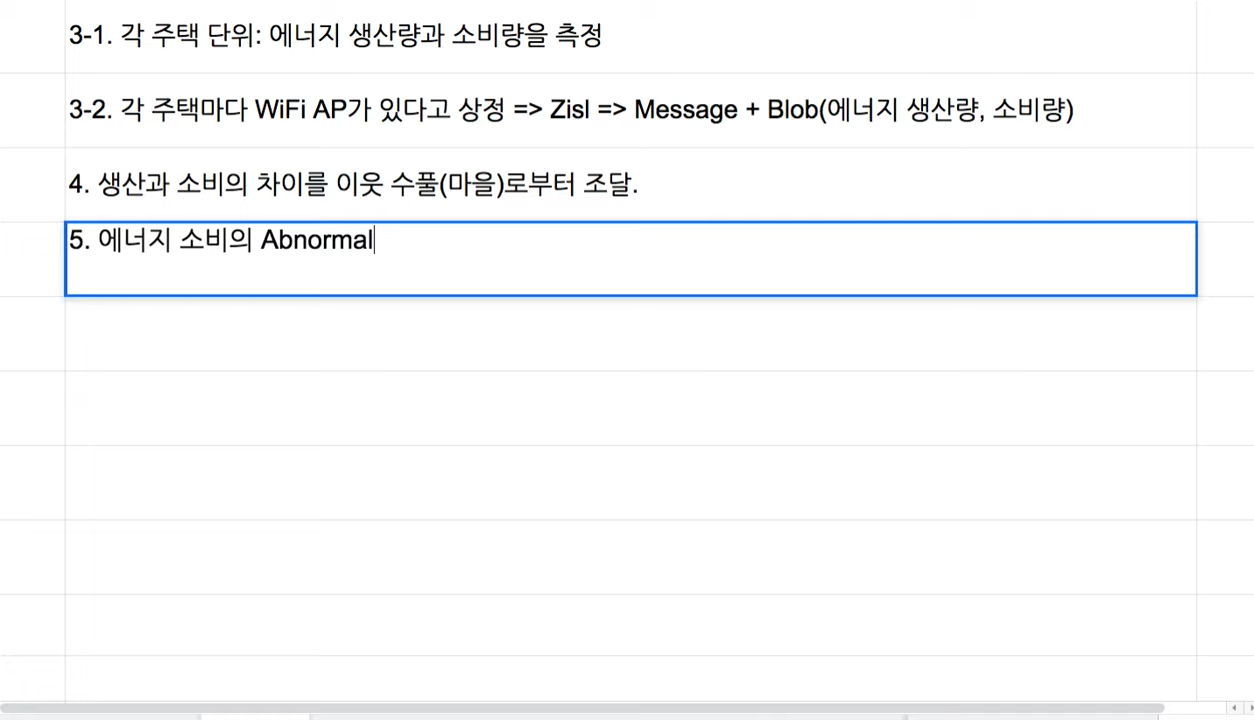 3-1. 각 주택 단위: 에너지 생산량과 소비량을 측정
3-2. 각 주택마다 WiFi AP가 있다고 상정 => Zisl => Message + Blob(에너지 생산량, 소비량)
4. 생산과 소비의 차이를 이웃 수풀(마을)로부터 조달.
5. 에너지 소비의 Abnormal